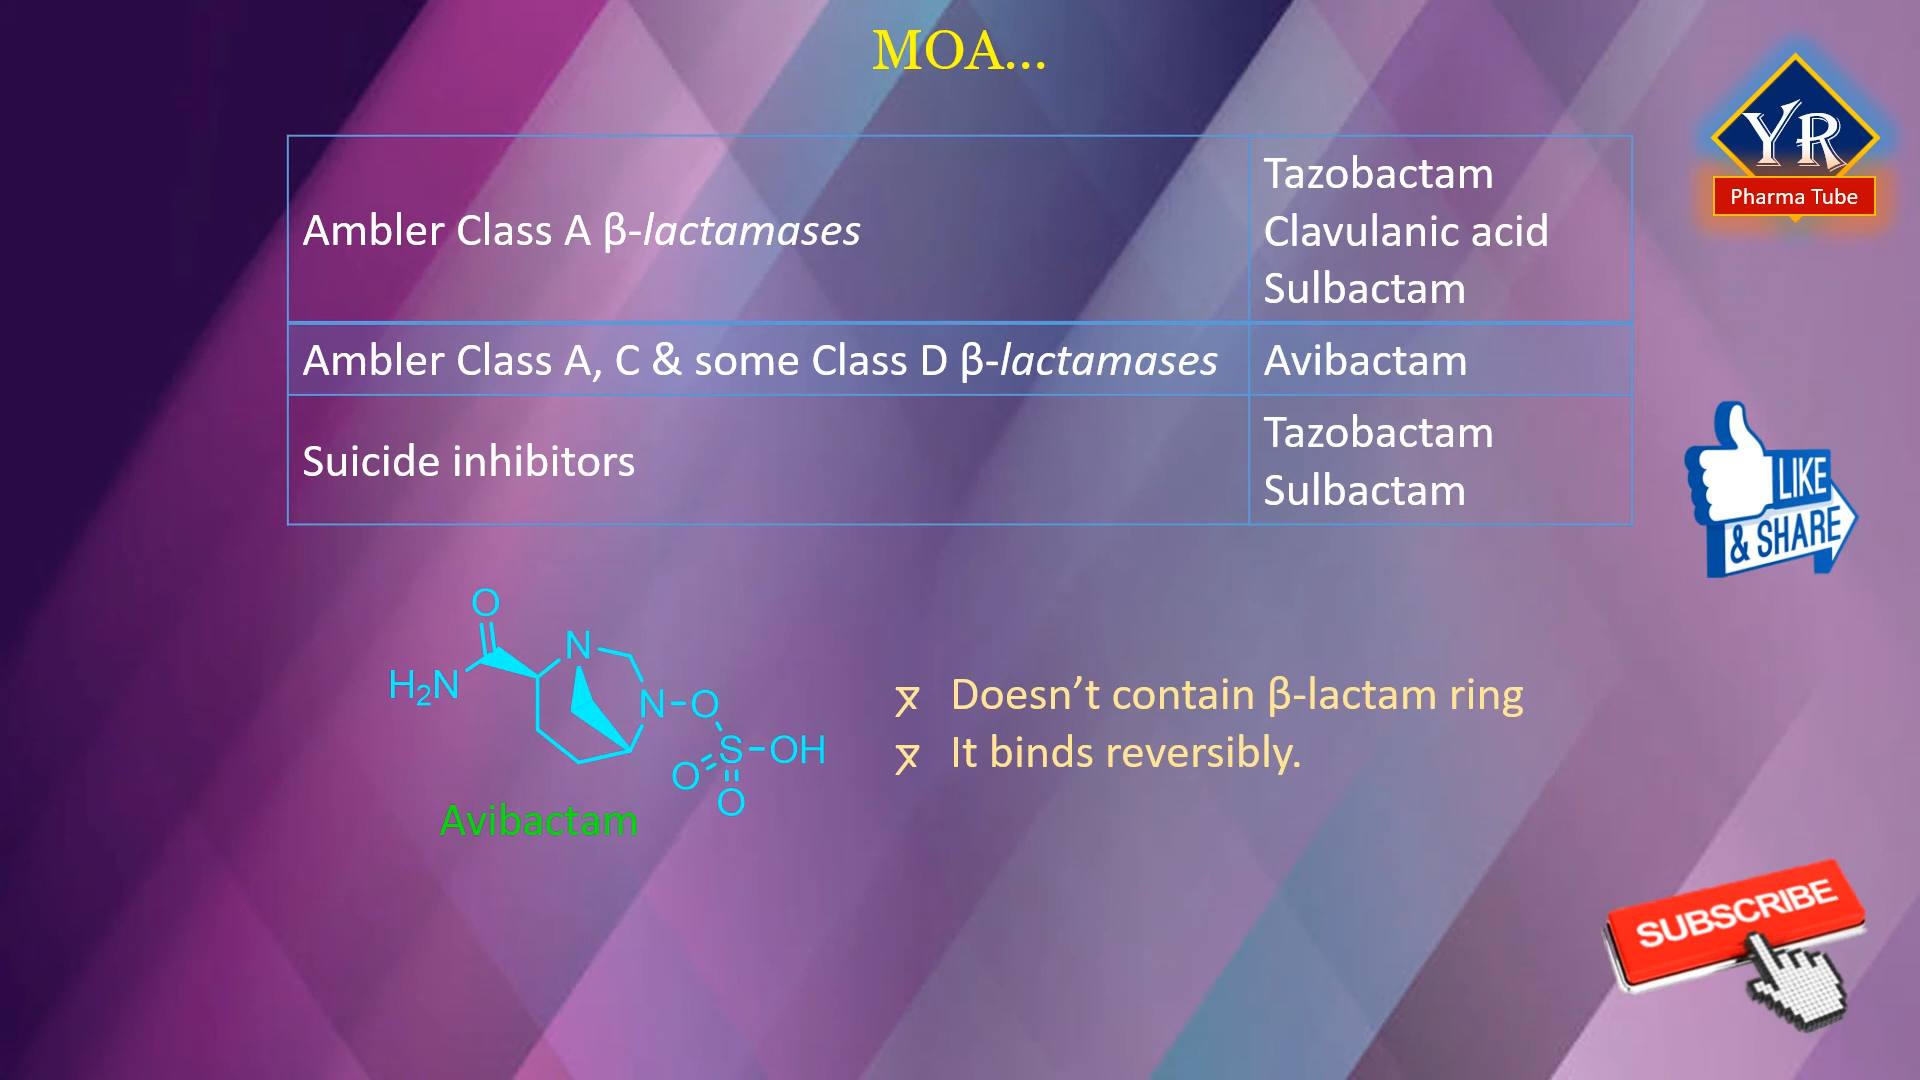 MOA...
YR
Pharma Tube
Ambler Class A β-lactamases
Tazobactam
Clavulanic acid
Sulbactam
Ambler Class A, C & some Class D β-lactamases
Avibactam
Suicide inhibitors
Tazobactam
Sulbactam
LIKE
& SHARE
O
N
H₂N
N-O
S-OH
O
O
Avibactam
Doesn’t contain β-lactam ring
It binds reversibly.
SUBSCRIBE